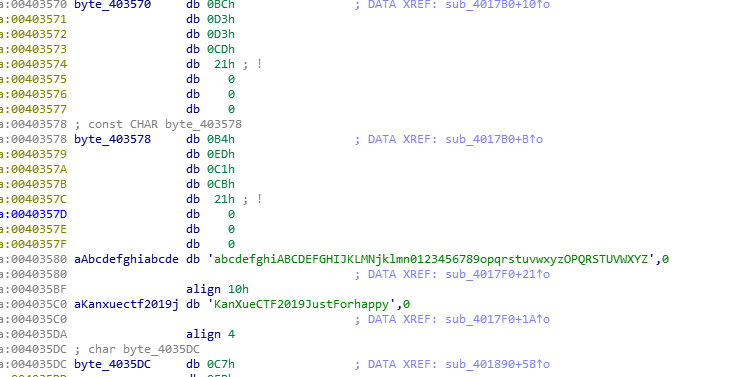 a:00403570 byte_403570 db 0BCh ; DATA XREF: sub_4017B0+10↑o
a:00403571 db 0D3h
a:00403572 db 0D3h
a:00403573 db 0CDh
a:00403574 db 21h ; !
a:00403575 db 0
a:00403576 db 0
a:00403577 db 0
a:00403578 ; const CHAR byte_403578
a:00403578 byte_403578 db 0B4h ; DATA XREF: sub_4017B0+B↑o
a:00403579 db 0EDh
a:0040357A db 0C1h
a:0040357B db 0CBh
a:0040357C db 21h ; !
a:0040357D db 0
a:0040357E db 0
a:0040357F db 0
a:00403580 aAbcdefghiabcde db 'abcdefghiABCDEFGHIJKLMNjklmn0123456789opqrstuvwxyzOPQRSTUVWXYZ',0
a:00403580 ; DATA XREF: sub_4017F0+21↑o
a:004035BF align 10h
a:004035C0 aKanxuectf2019j db 'KanXueCTF2019JustForhappy',0
a:004035C0 ; DATA XREF: sub_4017F0+1A↑o
a:004035DA align 4
a:004035DC ; char byte_4035DC
a:004035DC byte_4035DC db 0C7h ; DATA XREF: sub_401890+58↑o